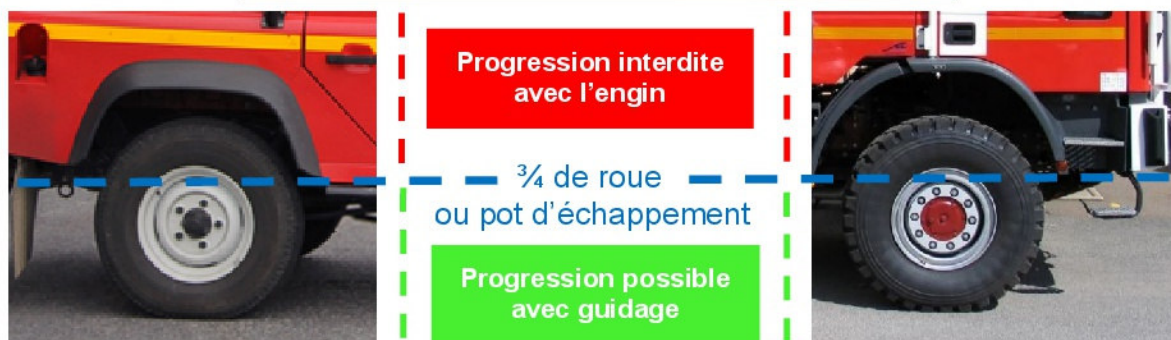 Progression interdite
avec l’engin
¾ de roue
ou pot d’échappement
Progression possible
avec guidage